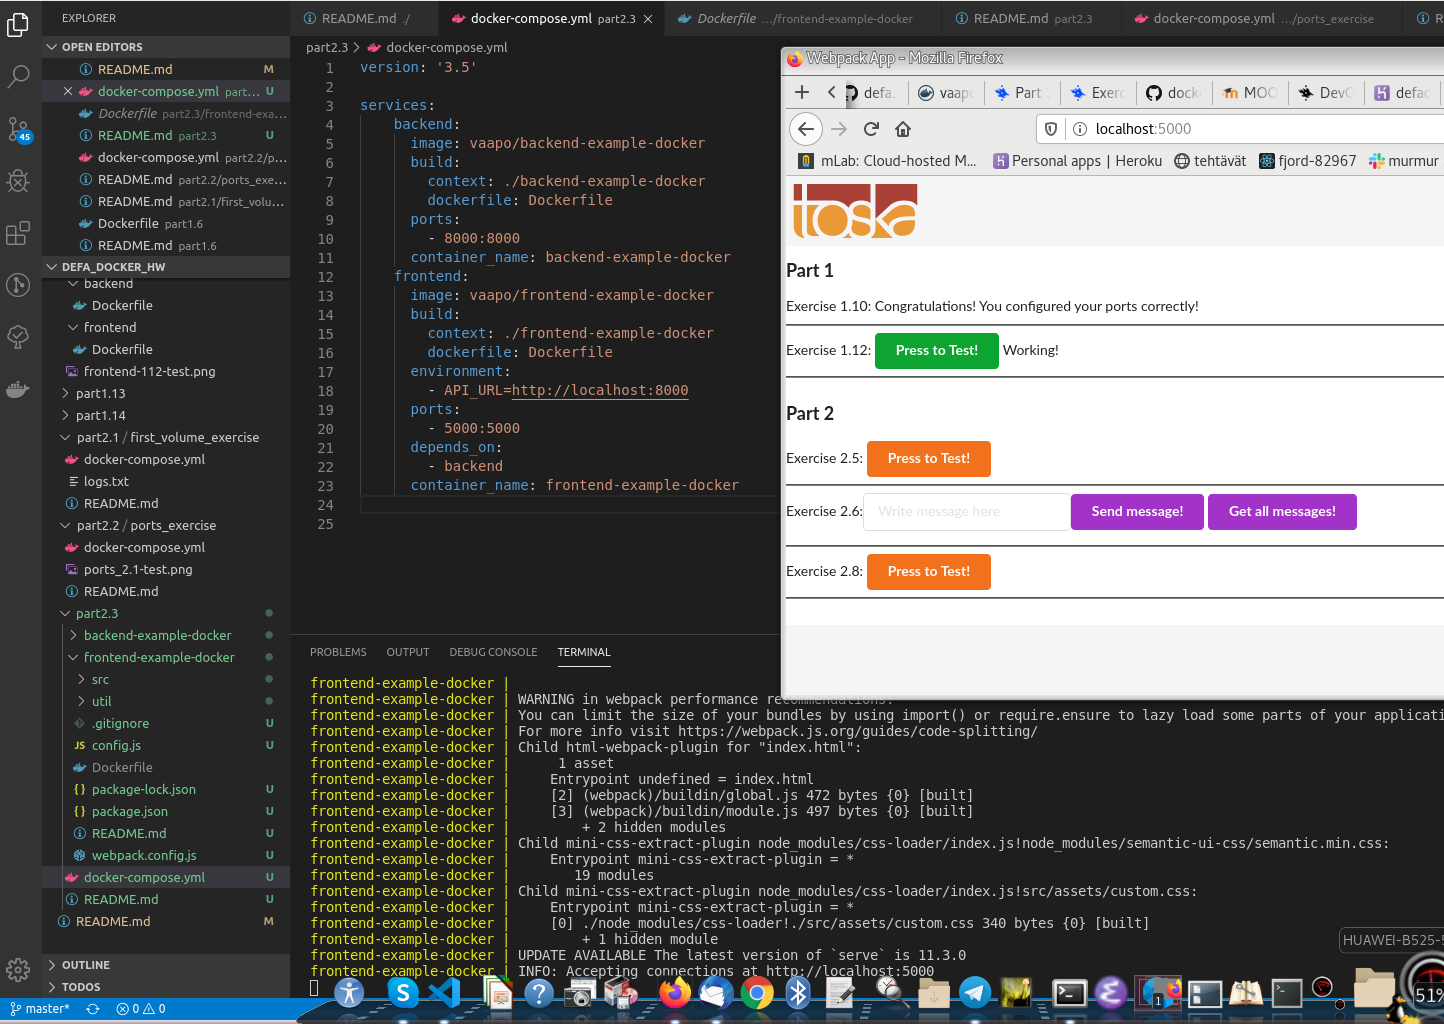 EXPLORER
OPEN EDITORS
README.md M
docker-compose.yml part... U
Dockerfile part2.3/frontend-exa...
README.md part2.3 U
docker-compose.yml part2.2/p...
README.md part2.2/ports_exe...
README.md part2.1/first_volu...
Dockerfile part1.6
README.md part1.6
DEFA_DOCKER_HW
backend
Dockerfile
frontend
Dockerfile
frontend-112-test.png
part1.13
part1.14
part2.1 / first_volume_exercise
docker-compose.yml
logs.txt
README.md
part2.2 / ports_exercise
docker-compose.yml
ports_2.1-test.png
README.md
part2.3
backend-example-docker
frontend-example-docker
src
util
.gitignore U
JS config.js U
Dockerfile
{} package-lock.json U
{} package.json U
README.md U
webpack.config.js U
docker-compose.yml U
README.md U
README.md M
OUTLINE
TODOS
45
master* 0 0
README.md ./
docker-compose.yml part2.3
Dockerfile .../frontend-example-docker
README.md part2.3
docker-compose.yml .../ports_exercise
R
part2.3 > docker-compose.yml
1 version: '3.5'
2
3 services:
4 backend:
5 image: vaapo/backend-example-docker
6 build:
7 context: ./backend-example-docker
8 dockerfile: Dockerfile
9 ports:
10 - 8000:8000
11 container_name: backend-example-docker
12 frontend:
13 image: vaapo/frontend-example-docker
14 build:
15 context: ./frontend-example-docker
16 dockerfile: Dockerfile
17 environment:
18 - API_URL=http://localhost:8000
19 ports:
20 - 5000:5000
21 depends_on:
22 - backend
23 container_name: frontend-example-docker
24
25
Webpack App - Mozilla Firefox
defa. vaapo Part Exerc docke MOO DevO defac
localhost:5000
mLab: Cloud-hosted M... Personal apps | Heroku tehtävät fjord-82967 murmur
toska
Part 1
Exercise 1.10: Congratulations! You configured your ports correctly!
Exercise 1.12: Press to Test! Working!
Part 2
Exercise 2.5: Press to Test!
Exercise 2.6: Write message here Send message! Get all messages!
Exercise 2.8: Press to Test!
PROBLEMS OUTPUT DEBUG CONSOLE TERMINAL
frontend-example-docker |
frontend-example-docker | WARNING in webpack performance recommendations:
frontend-example-docker | You can limit the size of your bundles by using import() or require.ensure to lazy load some parts of your applicati
frontend-example-docker | For more info visit https://webpack.js.org/guides/code-splitting/
frontend-example-docker | Child html-webpack-plugin for "index.html":
frontend-example-docker | 1 asset
frontend-example-docker | Entrypoint undefined = index.html
frontend-example-docker | [2] (webpack)/buildin/global.js 472 bytes {0} [built]
frontend-example-docker | [3] (webpack)/buildin/module.js 497 bytes {0} [built]
frontend-example-docker | + 2 hidden modules
frontend-example-docker | Child mini-css-extract-plugin node_modules/css-loader/index.js!node_modules/semantic-ui-css/semantic.min.css:
frontend-example-docker | Entrypoint mini-css-extract-plugin = *
frontend-example-docker | 19 modules
frontend-example-docker | Child mini-css-extract-plugin node_modules/css-loader/index.js!src/assets/custom.css:
frontend-example-docker | Entrypoint mini-css-extract-plugin = *
frontend-example-docker | [0] ./node_modules/css-loader!./src/assets/custom.css 340 bytes {0} [built]
frontend-example-docker | + 1 hidden module
frontend-example-docker | UPDATE AVAILABLE The latest version of `serve` is 11.3.0
frontend-example-docker | INFO: Accepting connections at http://localhost:5000
HUAWEI-B525-5
1
51%